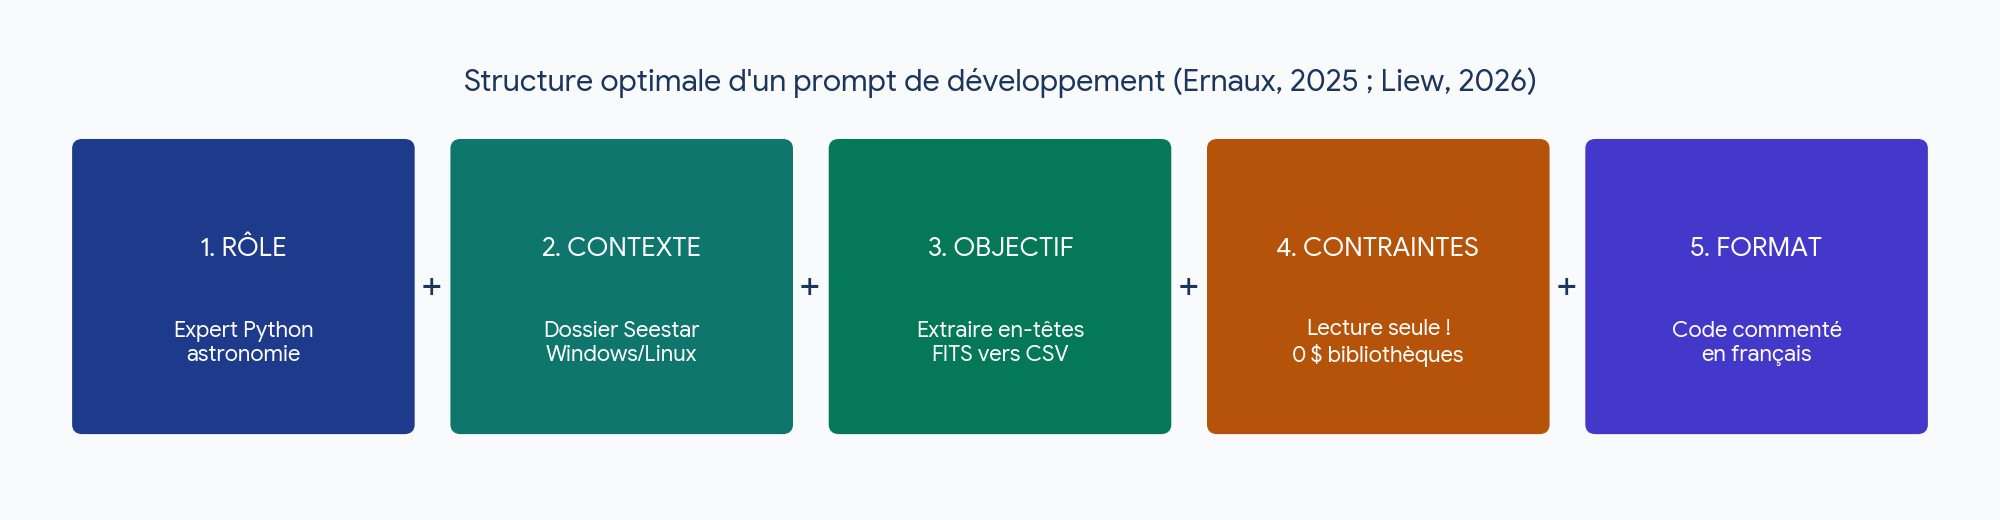 Structure optimale d'un prompt de développement (Ernaux, 2025 ; Liew, 2026)
1. RÔLE
Expert Python
astronomie
+
2. CONTEXTE
Dossier Seestar
Windows/Linux
+
3. OBJECTIF
Extraire en-têtes
FITS vers CSV
+
4. CONTRAINTES
Lecture seule !
0 $ bibliothèques
+
5. FORMAT
Code commenté
en français